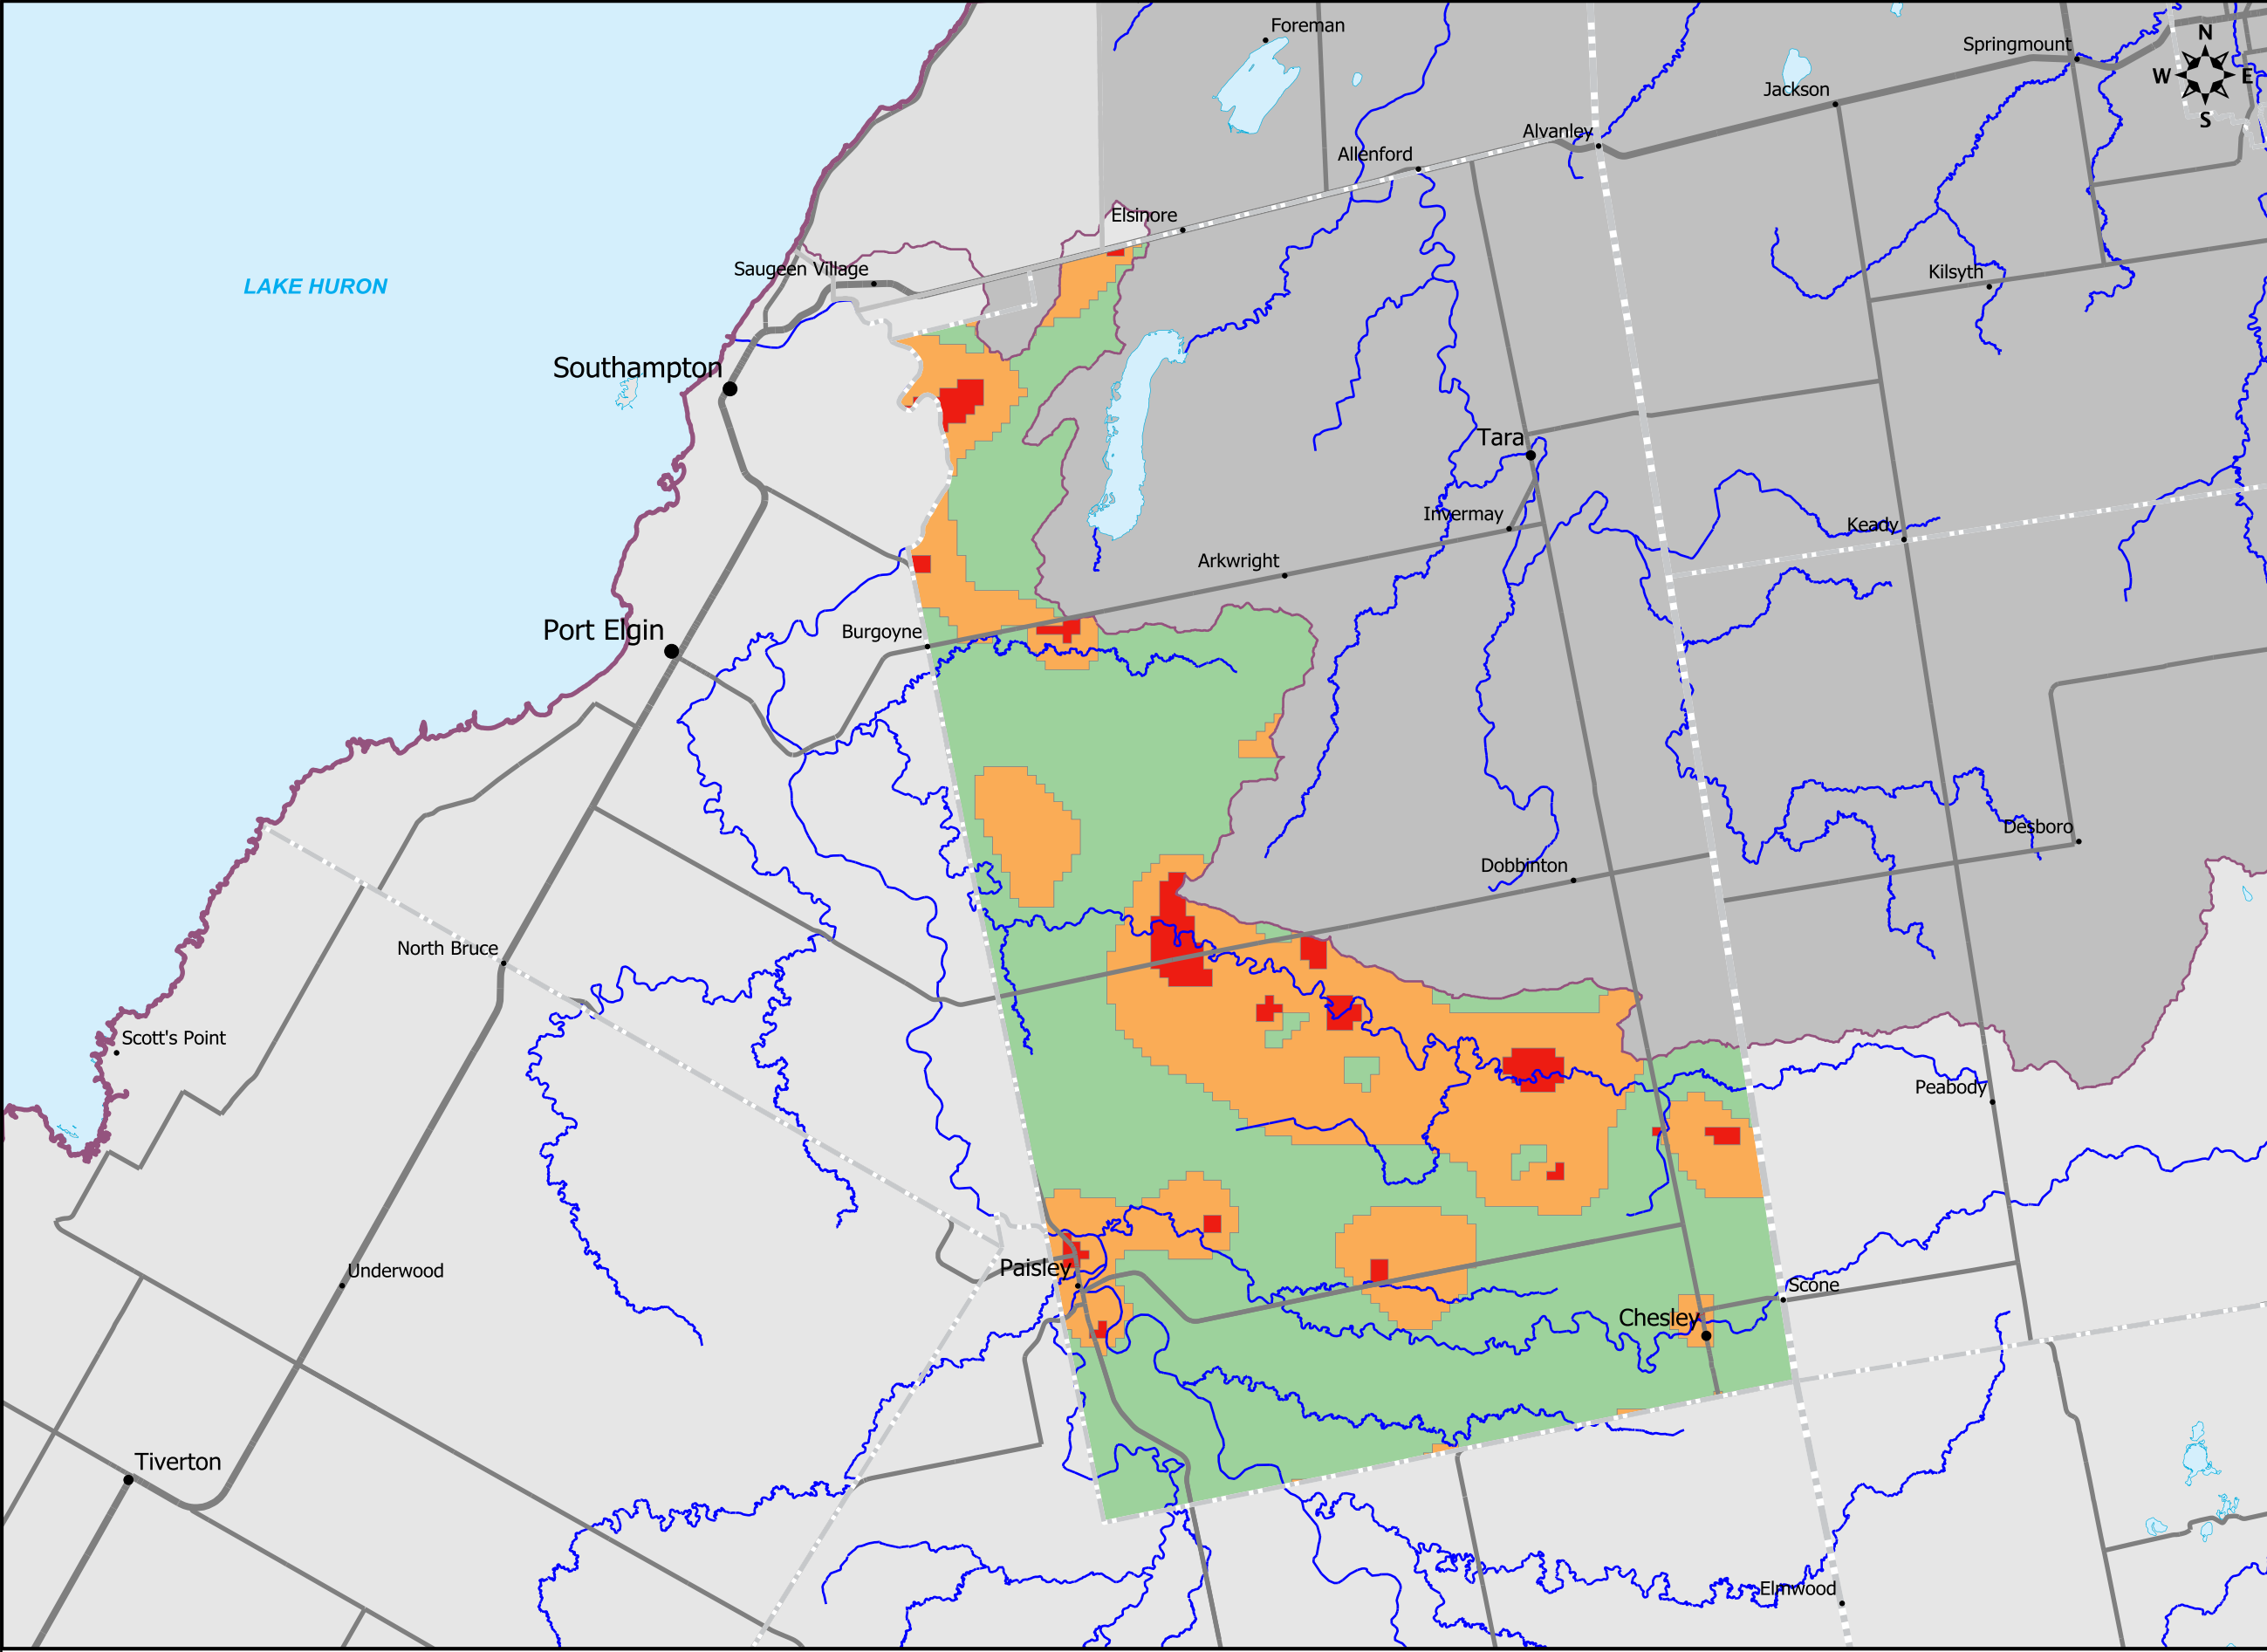 Foreman
Springmount
N
W
E
S
Jackson
Alvanley
Allenford
Elsinore
Saugeen Village
Kilsyth
LAKE HURON
Southampton
Tara
Invermay
Keady
Arkwright
Port Elgin
Burgoyne
Desboro
Dobbinton
North Bruce
Scott's Point
Peabody
Underwood
Paisley
Scone
Chesley
Tiverton
Elmwood